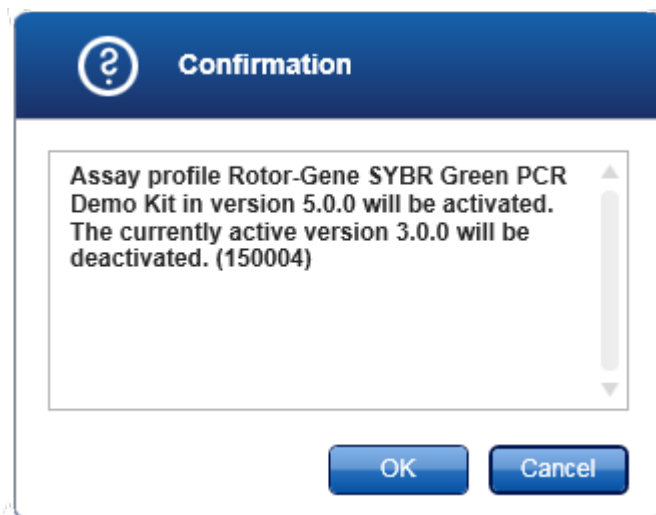 Confirmation
Assay profile Rotor-Gene SYBR Green PCR
Demo Kit in version 5.0.0 will be activated.
The currently active version 3.0.0 will be
deactivated. (150004)
OK
Cancel